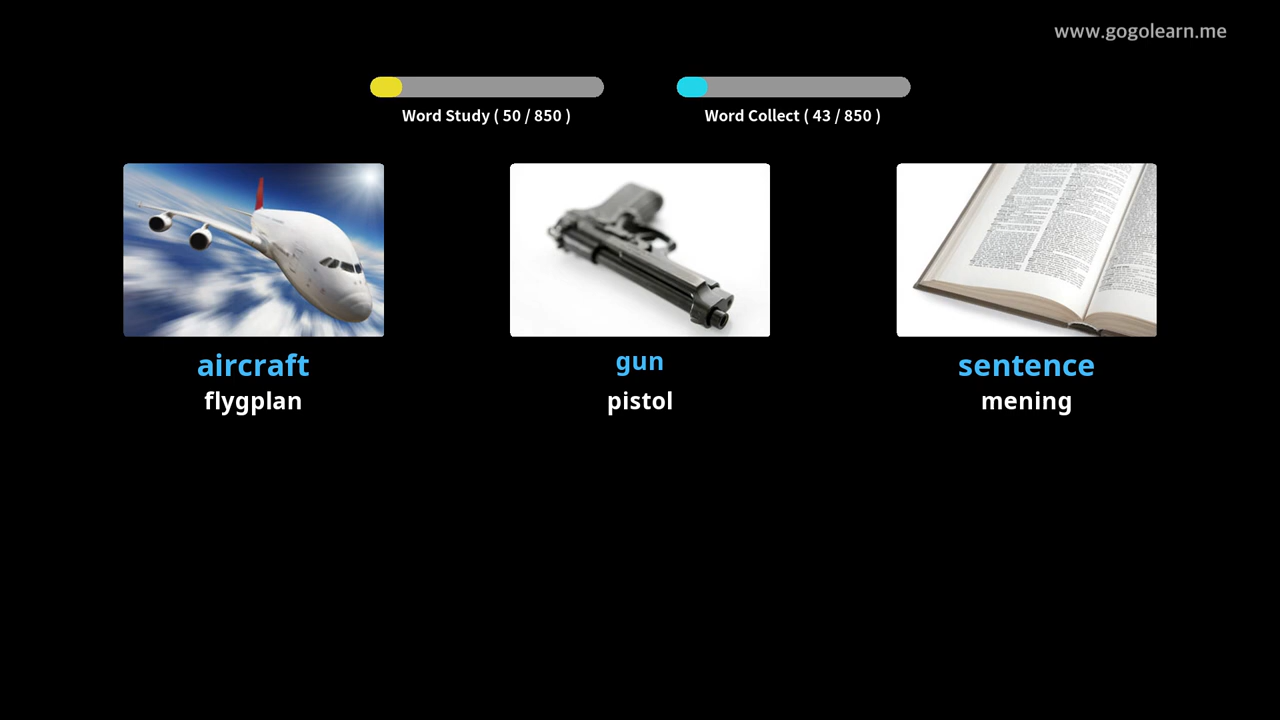 www.gogolearn.me
Word Study ( 50 / 850 )
Word Collect ( 43 / 850 )
aircraft
flygplan
gun
pistol
sentence
mening